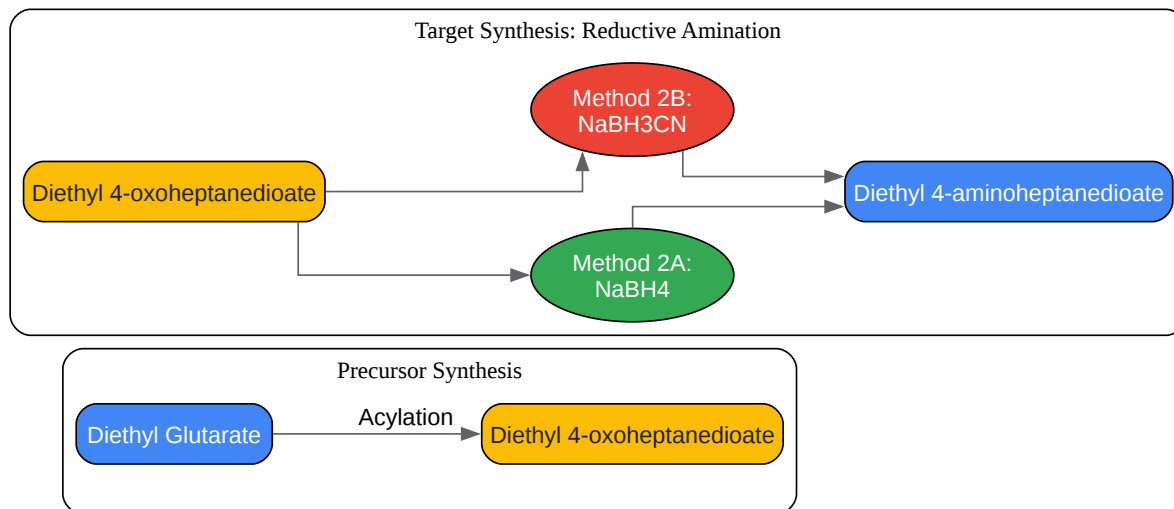 Target Synthesis: Reductive Amination
Method 2B:
NaBH3CN
Diethyl 4-oxoheptanedioate
Diethyl 4-aminoheptanedioate
Method 2A:
NaBH4
Precursor Synthesis
Diethyl Glutarate
Acylation
Diethyl 4-oxoheptanedioate